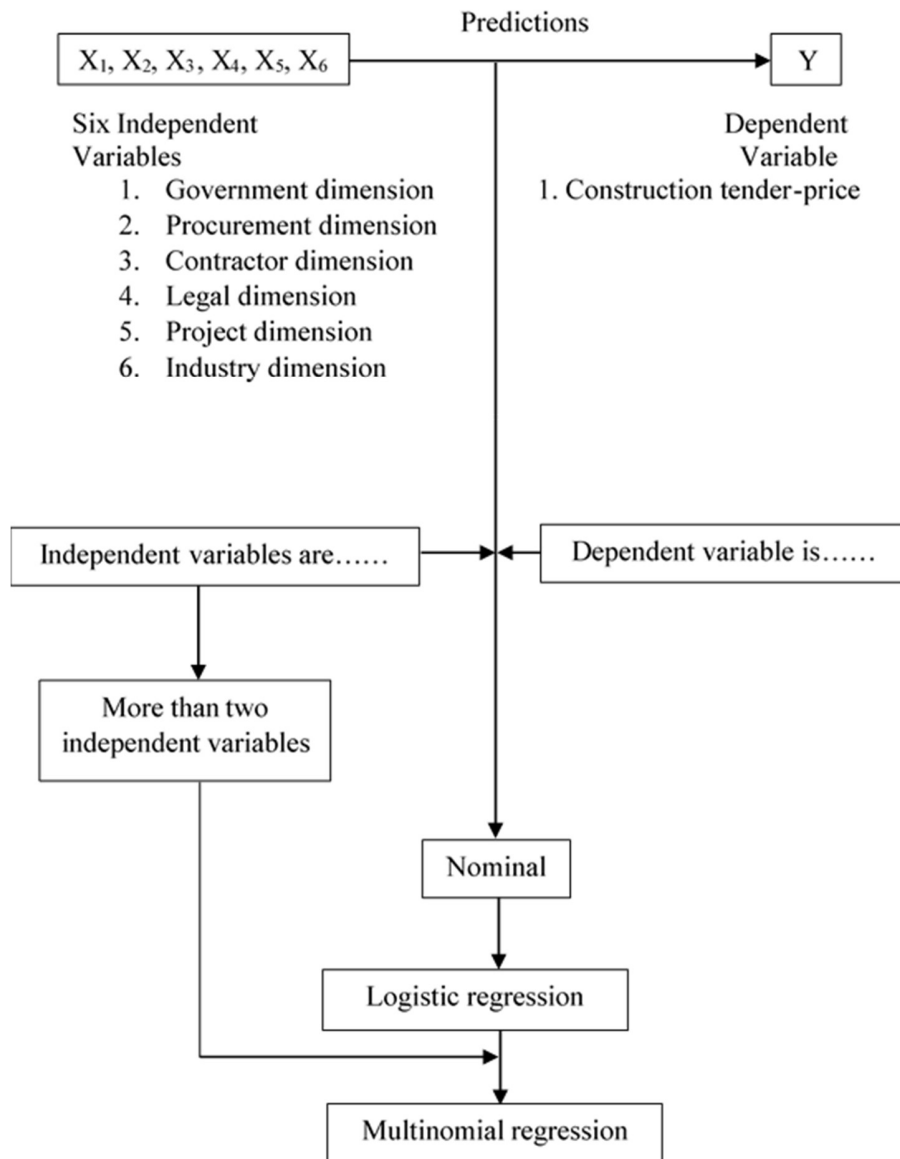 Predictions
X₁, X₂, X₃, X₄, X₅, X₆
Y
Six Independent
Variables
1. Government dimension
2. Procurement dimension
3. Contractor dimension
4. Legal dimension
5. Project dimension
6. Industry dimension
Dependent
Variable
1. Construction tender-price
Independent variables are……
Dependent variable is……
More than two
independent variables
Nominal
Logistic regression
Multinomial regression